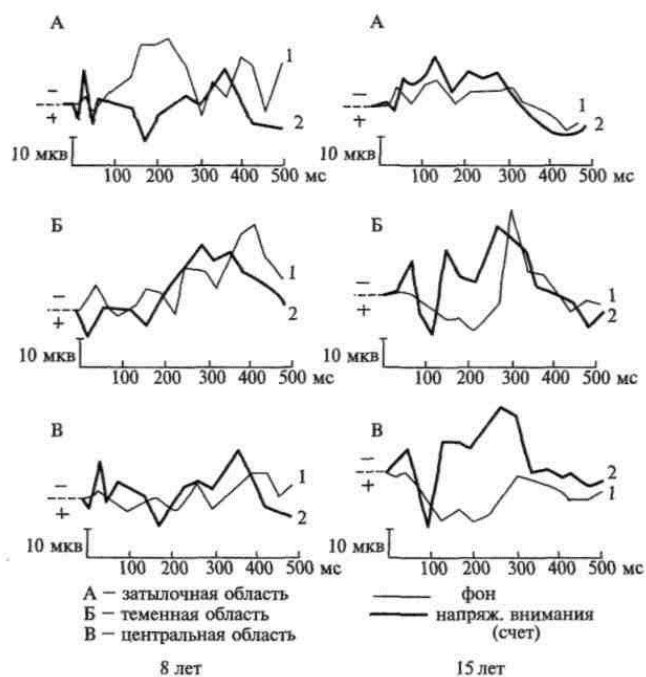 А
1
2
−
+
10 мкв
100 200 300 400 500 мс
А
1
2
−
+
100 200 300 400 500 мс
Б
1
2
−
+
10 мкв
100 200 300 400 500 мс
Б
1
2
−
+
10 мкв
100 200 300 400 500 мс
В
1
2
−
+
10 мкв
100 200 300 400 500 мс
В
2
1
−
+
10 мкв
100 200 300 400 500 мс
А − затылочная область
Б − теменная область
В − центральная область
фон
напряж. внимания
(счет)
8 лет
15 лет